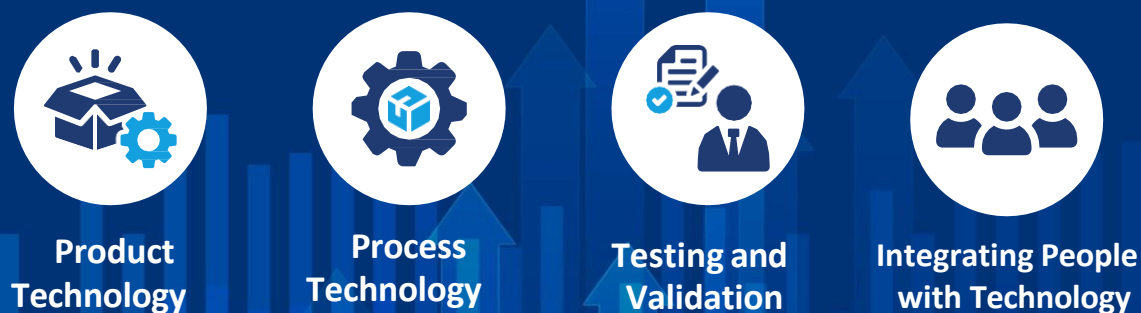 Product
Technology
Process
Technology
Testing and
Validation
Integrating People
with Technology